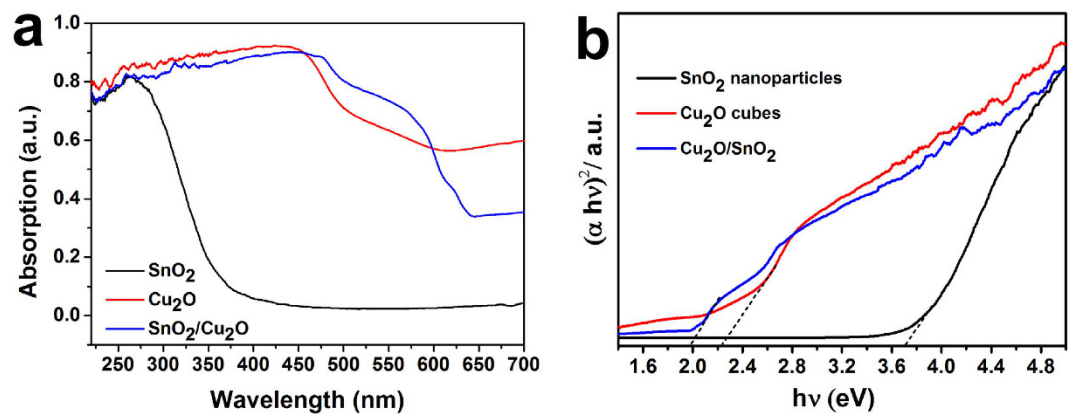 a
Absorption (a.u.)
1.0
0.8
0.6
0.4
0.2
0.0
SnO₂
Cu₂O
SnO₂/Cu₂O
250 300 350 400 450 500 550 600 650 700
Wavelength (nm)
b
(α hν)²/ a.u.
SnO₂ nanoparticles
Cu₂O cubes
Cu₂O/SnO₂
1.6 2.0 2.4 2.8 3.2 3.6 4.0 4.4 4.8
hν (eV)